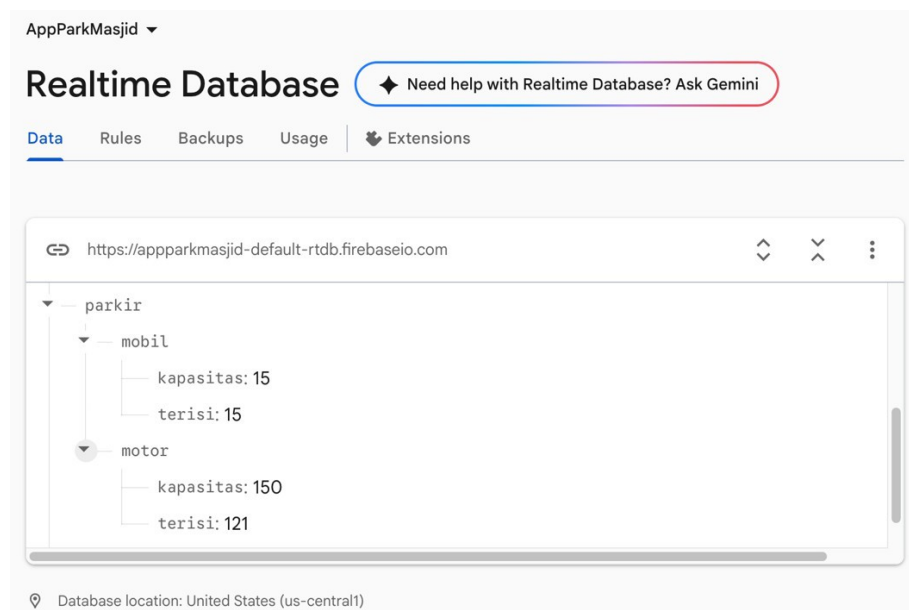 AppParkMasjid
Realtime Database
Need help with Realtime Database? Ask Gemini
Data Rules Backups Usage Extensions
https://appparkmasjid-default-rtdb.firebaseio.com
parkir
mobil
kapasitas: 15
terisi: 15
motor
kapasitas: 150
terisi: 121
Database location: United States (us-central1)